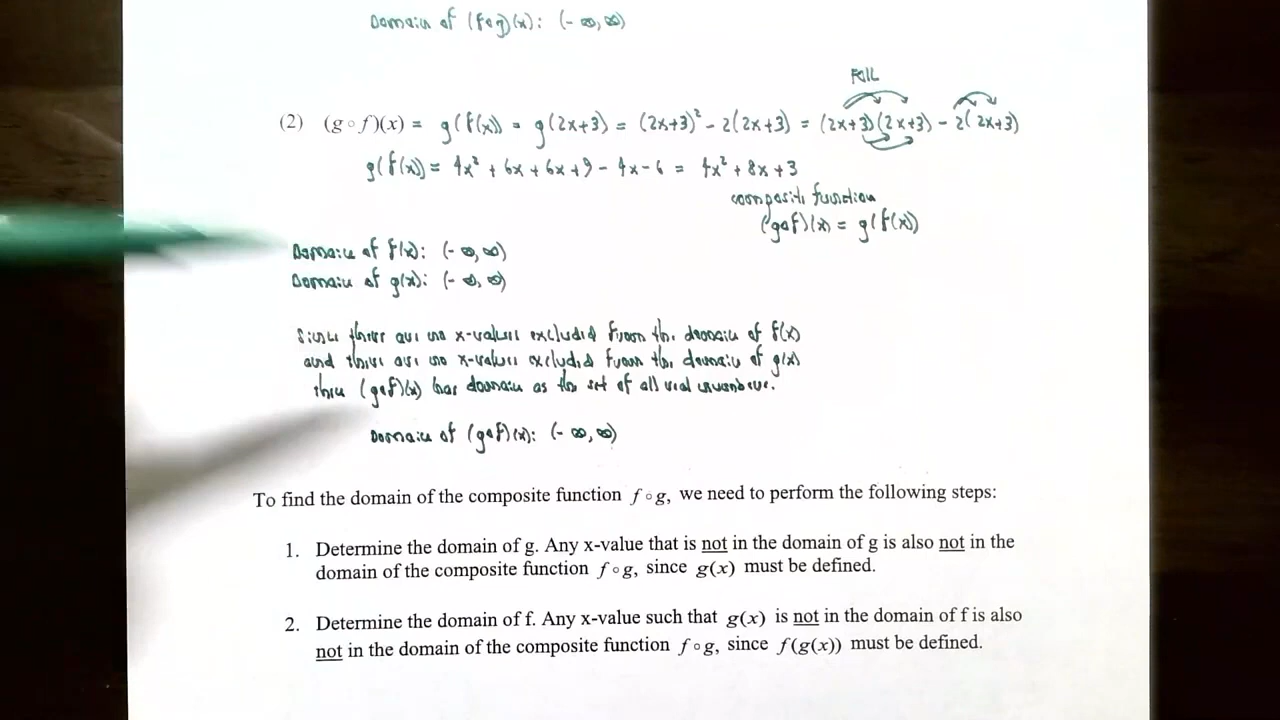 Domain of (f∘g)(x): (-∞,∞)
FOIL
(2) (g∘f)(x) = g(f(x)) = g(2x+3) = (2x+3)² - 2(2x+3) = (2x+3)(2x+3) - 2(2x+3)
g(f(x)) = 4x² + 6x + 6x + 9 - 4x - 6 = 4x² + 8x + 3
composite function
(g∘f)(x) = g(f(x))
Domain of f(x): (-∞,∞)
Domain of g(x): (-∞,∞)
Since there are no x-values excluded from the domain of f(x)
and there are no x-values excluded from the domain of g(x)
then (g∘f)(x) has domain as the set of all real numbers.
Domain of (g∘f)(x): (-∞,∞)
To find the domain of the composite function f∘g, we need to perform the following steps:
1. Determine the domain of g. Any x-value that is not in the domain of g is also not in the
domain of the composite function f∘g, since g(x) must be defined.
2. Determine the domain of f. Any x-value such that g(x) is not in the domain of f is also
not in the domain of the composite function f∘g, since f(g(x)) must be defined.